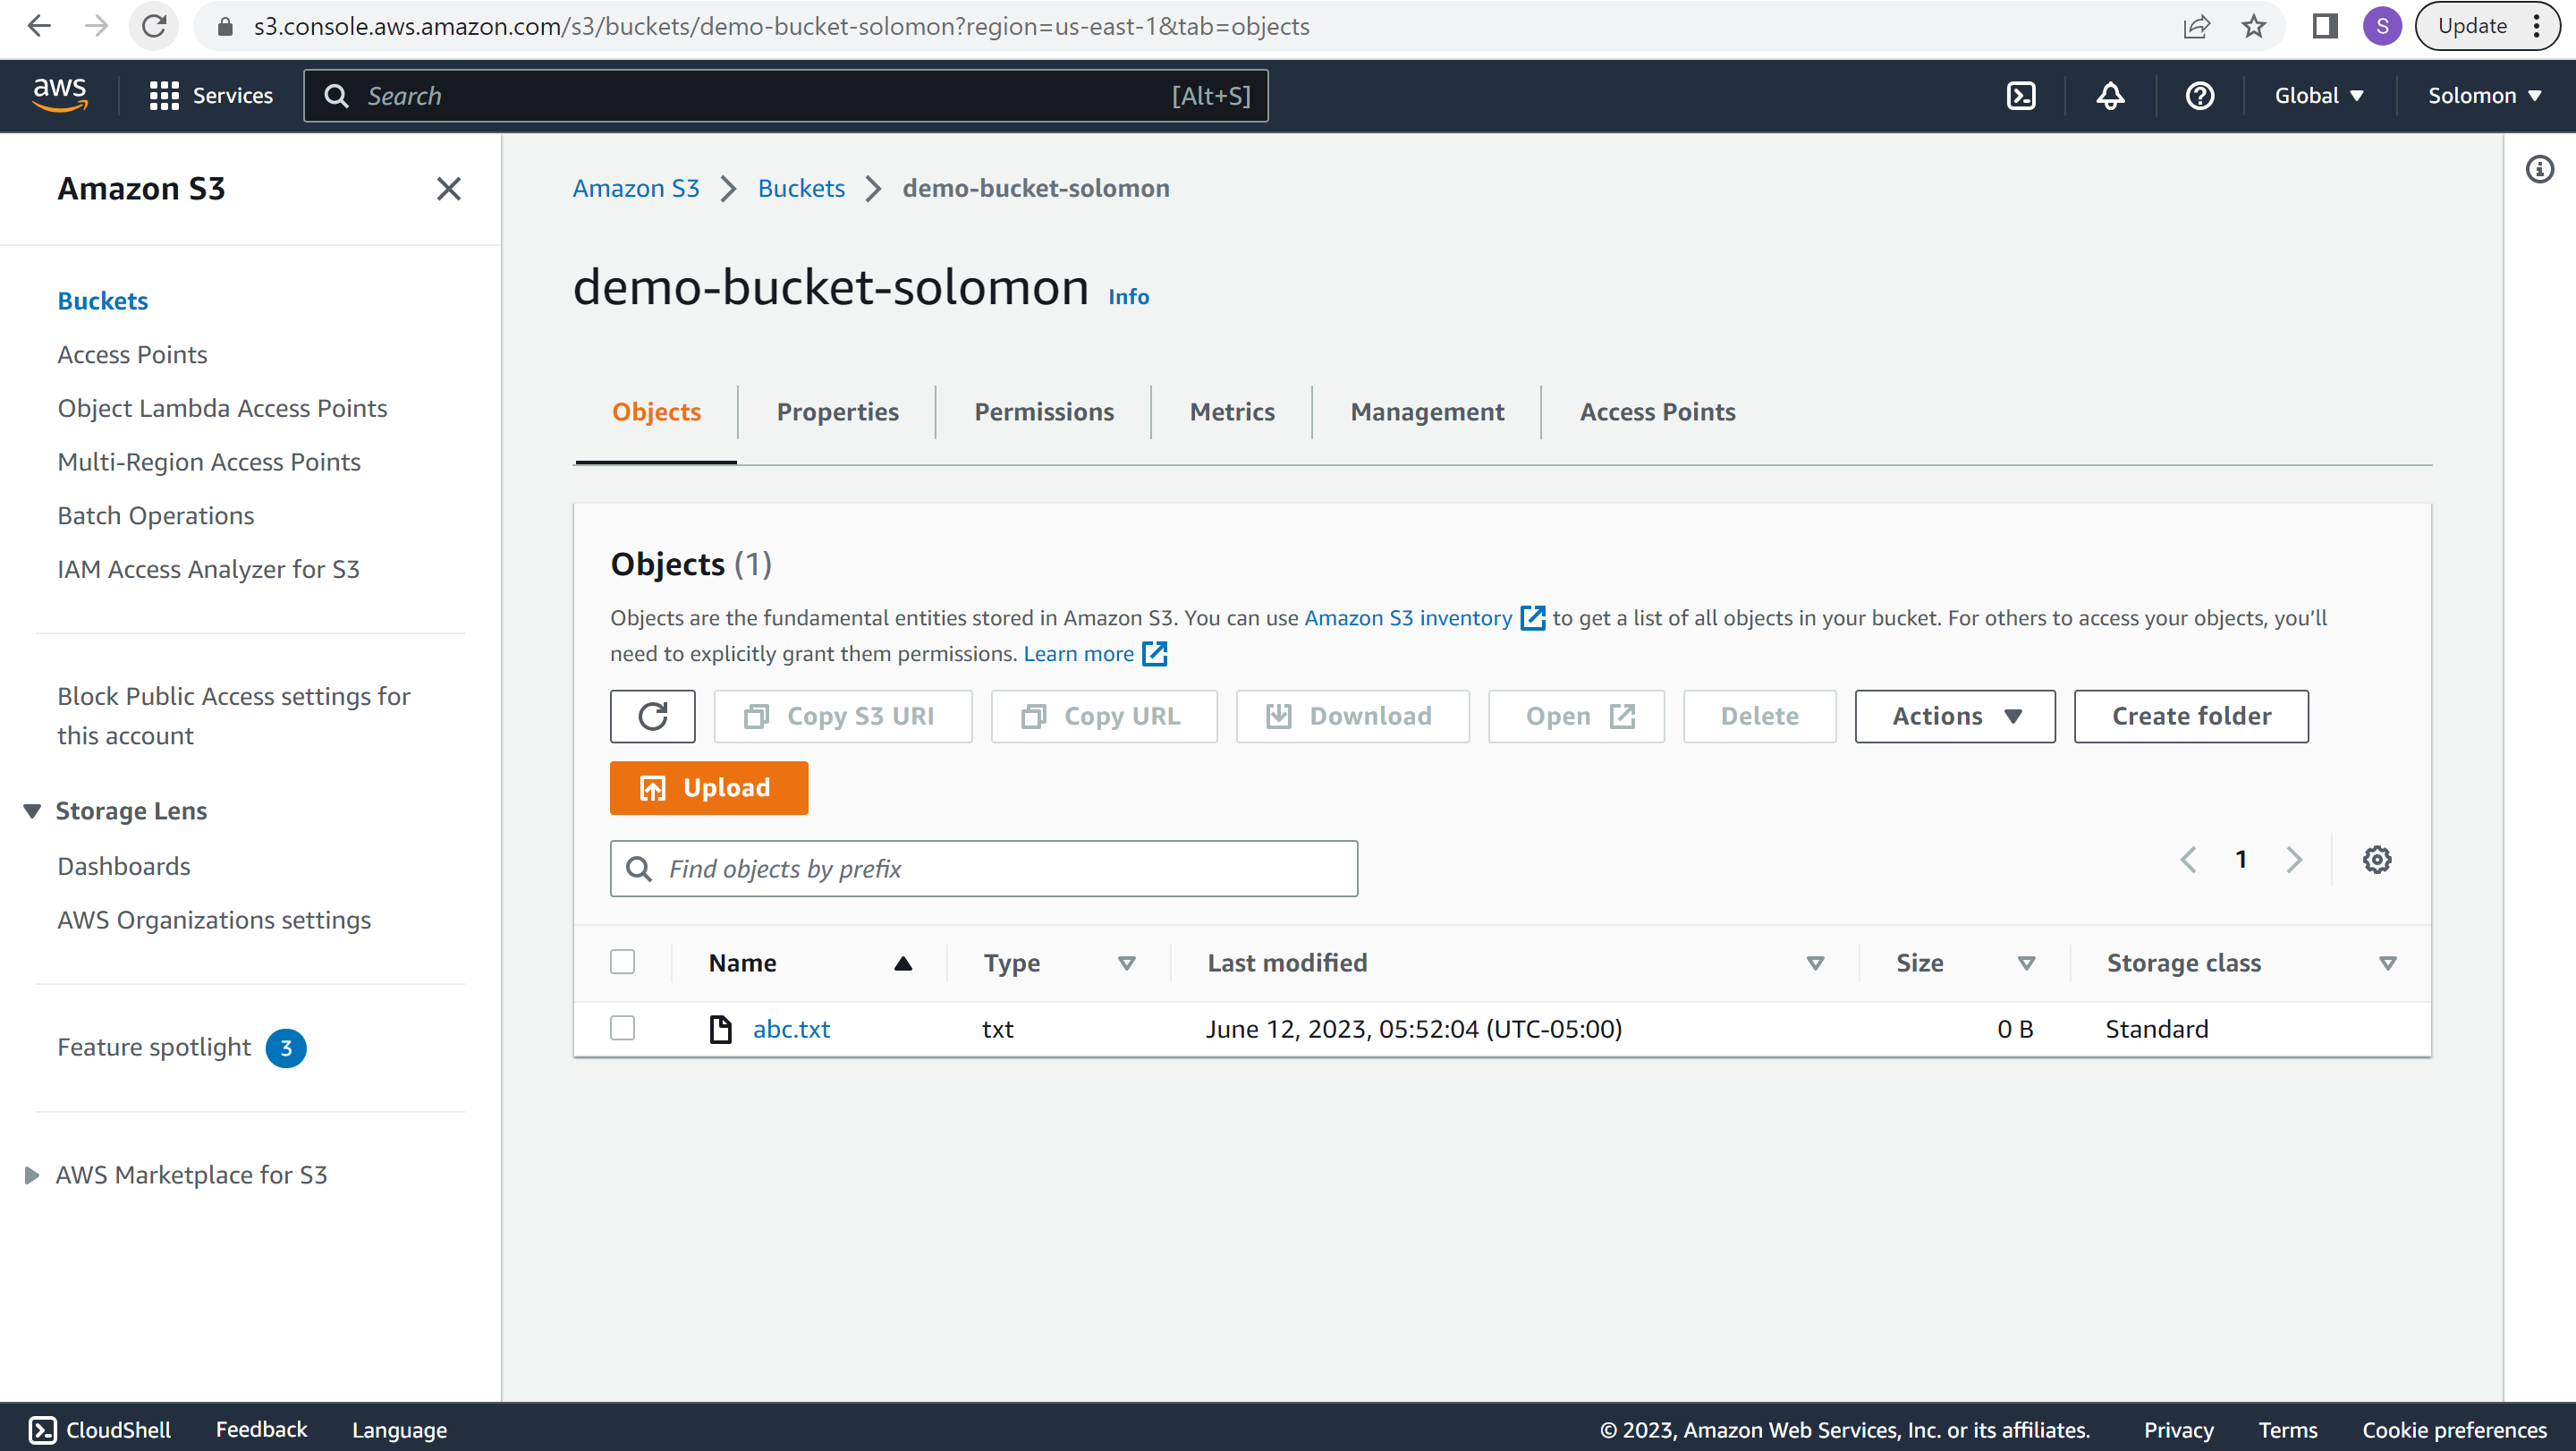 s3.console.aws.amazon.com/s3/buckets/demo-bucket-solomon?region=us-east-1&tab=objects
S
Update
aws
Services
Search
[Alt+S]
Global
Solomon
Amazon S3
Buckets
Access Points
Object Lambda Access Points
Multi-Region Access Points
Batch Operations
IAM Access Analyzer for S3
Block Public Access settings for
this account
Storage Lens
Dashboards
AWS Organizations settings
Feature spotlight 3
AWS Marketplace for S3
Amazon S3 Buckets demo-bucket-solomon
demo-bucket-solomon Info
Objects Properties Permissions Metrics Management Access Points
Objects (1)
Objects are the fundamental entities stored in Amazon S3. You can use Amazon S3 inventory to get a list of all objects in your bucket. For others to access your objects, you’ll
need to explicitly grant them permissions. Learn more
Copy S3 URI Copy URL Download Open Delete Actions Create folder
Upload
Find objects by prefix
1
Name Type Last modified Size Storage class
abc.txt txt June 12, 2023, 05:52:04 (UTC-05:00) 0 B Standard
CloudShell Feedback Language © 2023, Amazon Web Services, Inc. or its affiliates. Privacy Terms Cookie preferences